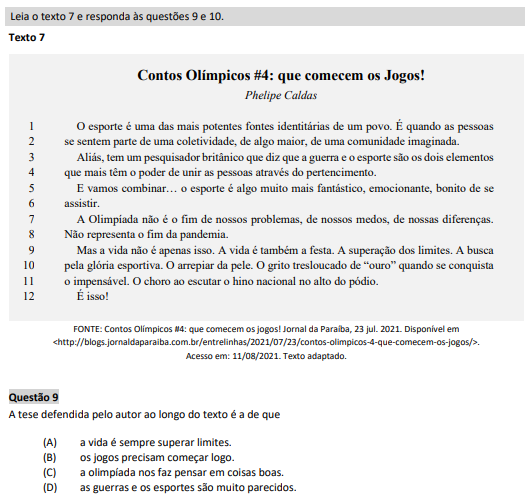 Leia o texto 7 e responda às questões 9 e 10.
Texto 7
Contos Olímpicos #4: que comecem os Jogos!
Phelipe Caldas
1 O esporte é uma das mais potentes fontes identitárias de um povo. É quando as pessoas
2 se sentem parte de uma coletividade, de algo maior, de uma comunidade imaginada.
3 Aliás, tem um pesquisador britânico que diz que a guerra e o esporte são os dois elementos
4 que mais têm o poder de unir as pessoas através do pertencimento.
5 E vamos combinar… o esporte é algo muito mais fantástico, emocionante, bonito de se
6 assistir.
7 A Olimpíada não é o fim de nossos problemas, de nossos medos, de nossas diferenças.
8 Não representa o fim da pandemia.
9 Mas a vida não é apenas isso. A vida é também a festa. A superação dos limites. A busca
10 pela glória esportiva. O arrepiar da pele. O grito tresloucado de “ouro” quando se conquista
11 o impensável. O choro ao escutar o hino nacional no alto do pódio.
12 É isso!
FONTE: Contos Olímpicos #4: que comecem os jogos! Jornal da Paraíba, 23 jul. 2021. Disponível em
<http://blogs.jornaldaparaiba.com.br/entrelinhas/2021/07/23/contos-olimpicos-4-que-comecem-os-jogos/>.
Acesso em: 11/08/2021. Texto adaptado.
Questão 9
A tese defendida pelo autor ao longo do texto é a de que
(A) a vida é sempre superar limites.
(B) os jogos precisam começar logo.
(C) a olimpíada nos faz pensar em coisas boas.
(D) as guerras e os esportes são muito parecidos.